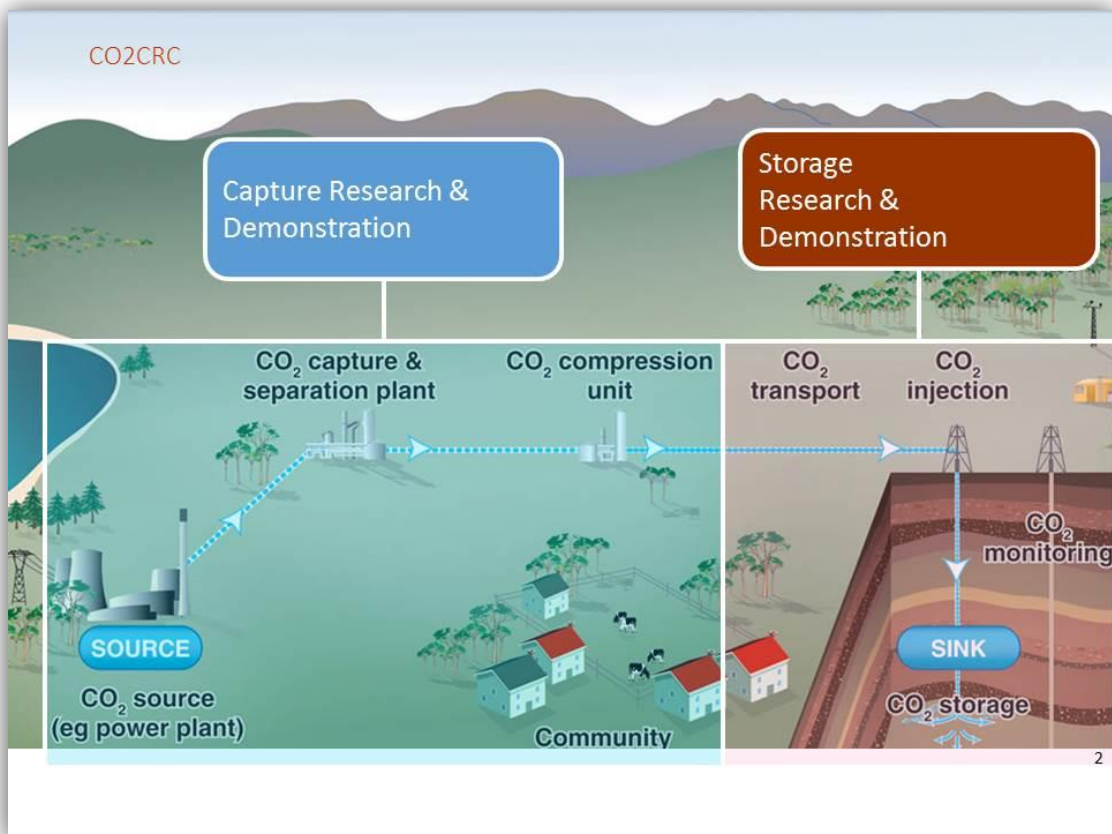 CO2CRC
Capture Research &
Demonstration
Storage
Research &
Demonstration
CO₂ capture &
separation plant
CO₂ compression
unit
CO₂
transport
CO₂
injection
CO₂
monitoring
SOURCE
SINK
CO₂ source
(eg power plant)
CO₂ storage
Community
2